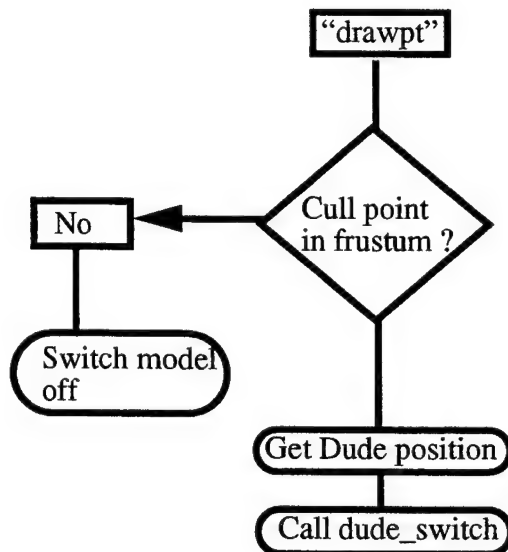 “drawpt”
Cull point
in frustum ?
No
Switch model
off
Get Dude position
Call dude_switch